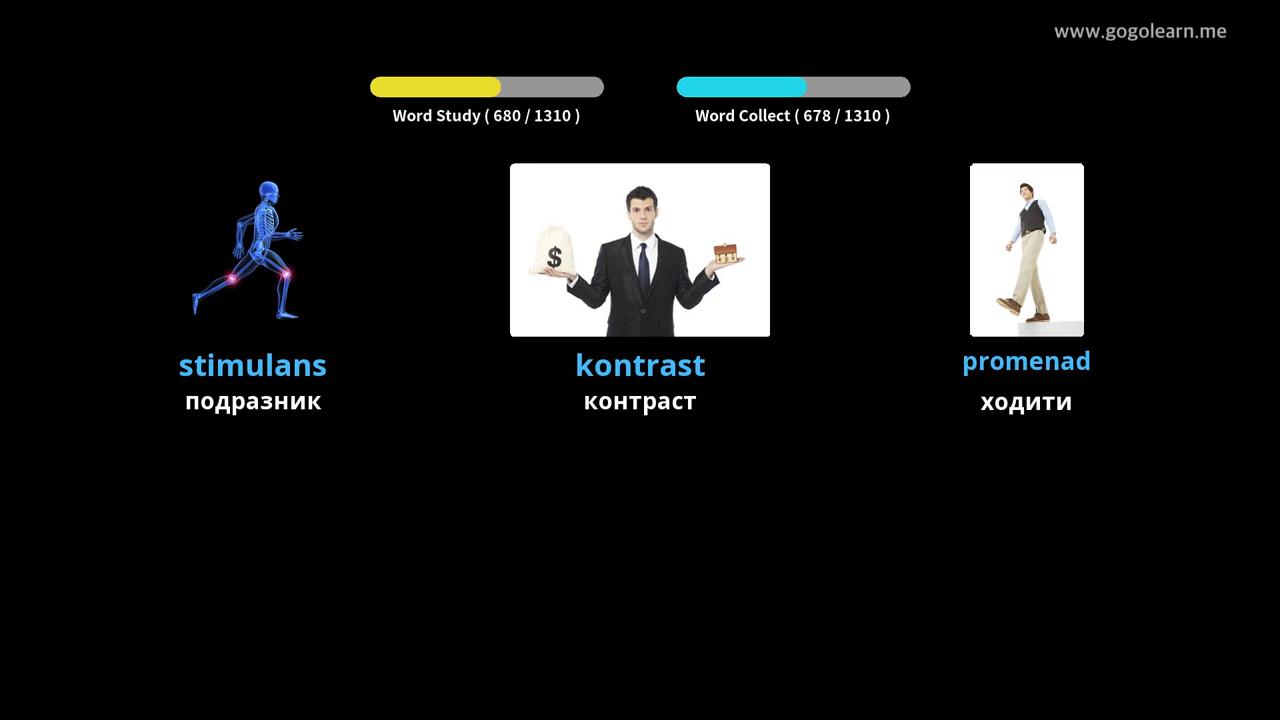 www.gogolearn.me
Word Study ( 680 / 1310 )
Word Collect ( 678 / 1310 )
$
stimulans
подразник
kontrast
контраст
promenad
ходити